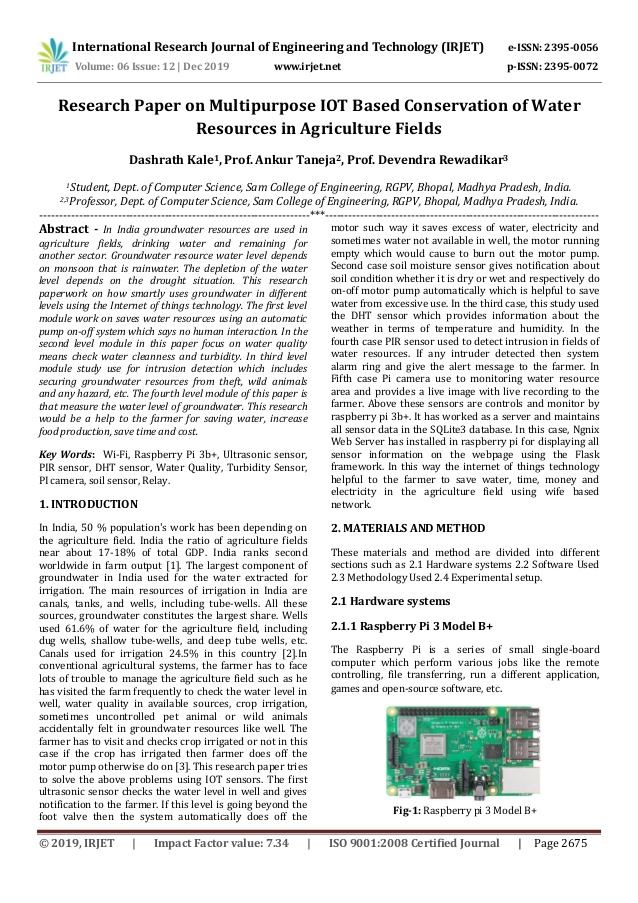 International Research Journal of Engineering and Technology (IRJET)
e-ISSN: 2395-0056
IRJET
Volume: 06 Issue: 12 | Dec 2019
www.irjet.net
p-ISSN: 2395-0072
Research Paper on Multipurpose IOT Based Conservation of Water
Resources in Agriculture Fields
Dashrath Kale1, Prof. Ankur Taneja2, Prof. Devendra Rewadikar3
1Student, Dept. of Computer Science, Sam College of Engineering, RGPV, Bhopal, Madhya Pradesh, India.
2,3Professor, Dept. of Computer Science, Sam College of Engineering, RGPV, Bhopal, Madhya Pradesh, India.
---------------------------------------------------------------------***----------------------------------------------------------------------
Abstract - In India groundwater resources are used in
agriculture fields, drinking water and remaining for
another sector. Groundwater resource water level depends
on monsoon that is rainwater. The depletion of the water
level depends on the drought situation. This research
paperwork on how smartly uses groundwater in different
levels using the Internet of things technology. The first level
module work on saves water resources using an automatic
pump on-off system which says no human interaction. In the
second level module in this paper focus on water quality
means check water cleanness and turbidity. In third level
module study use for intrusion detection which includes
securing groundwater resources from theft, wild animals
and any hazard, etc. The fourth level module of this paper is
that measure the water level of groundwater. This research
would be a help to the farmer for saving water, increase
food production, save time and cost.
Key Words: Wi-Fi, Raspberry Pi 3b+, Ultrasonic sensor,
PIR sensor, DHT sensor, Water Quality, Turbidity Sensor,
PI camera, soil sensor, Relay.
1. INTRODUCTION
In India, 50 % population's work has been depending on
the agriculture field. India the ratio of agriculture fields
near about 17-18% of total GDP. India ranks second
worldwide in farm output [1]. The largest component of
groundwater in India used for the water extracted for
irrigation. The main resources of irrigation in India are
canals, tanks, and wells, including tube-wells. All these
sources, groundwater constitutes the largest share. Wells
used 61.6% of water for the agriculture field, including
dug wells, shallow tube-wells, and deep tube wells, etc.
Canals used for irrigation 24.5% in this country [2].In
conventional agricultural systems, the farmer has to face
lots of trouble to manage the agriculture field such as he
has visited the farm frequently to check the water level in
well, water quality in available sources, crop irrigation,
sometimes uncontrolled pet animal or wild animals
accidentally felt in groundwater resources like well. The
farmer has to visit and checks crop irrigated or not in this
case if the crop has irrigated then farmer does off the
motor pump otherwise do on [3]. This research paper tries
to solve the above problems using IOT sensors. The first
ultrasonic sensor checks the water level in well and gives
notification to the farmer. If this level is going beyond the
foot valve then the system automatically does off the
motor such way it saves excess of water, electricity and
sometimes water not available in well, the motor running
empty which would cause to burn out the motor pump.
Second case soil moisture sensor gives notification about
soil condition whether it is dry or wet and respectively do
on-off motor pump automatically which is helpful to save
water from excessive use. In the third case, this study used
the DHT sensor which provides information about the
weather in terms of temperature and humidity. In the
fourth case PIR sensor used to detect intrusion in fields of
water resources. If any intruder detected then system
alarm ring and give the alert message to the farmer. In
Fifth case Pi camera use to monitoring water resource
area and provides a live image with live recording to the
farmer. Above these sensors are controls and monitor by
raspberry pi 3b+. It has worked as a server and maintains
all sensor data in the SQLite3 database. In this case, Ngnix
Web Server has installed in raspberry pi for displaying all
sensor information on the webpage using the Flask
framework. In this way the internet of things technology
helpful to the farmer to save water, time, money and
electricity in the agriculture field using wife based
network.
2. MATERIALS AND METHOD
These materials and method are divided into different
sections such as 2.1 Hardware systems 2.2 Software Used
2.3 Methodology Used 2.4 Experimental setup.
2.1 Hardware systems
2.1.1 Raspberry Pi 3 Model B+
The Raspberry Pi is a series of small single-board
computer which perform various jobs like the remote
controlling, file transferring, run a different application,
games and open-source software, etc.
Fig-1: Raspberry pi 3 Model B+
© 2019, IRJET | Impact Factor value: 7.34 | ISO 9001:2008 Certified Journal | Page 2675